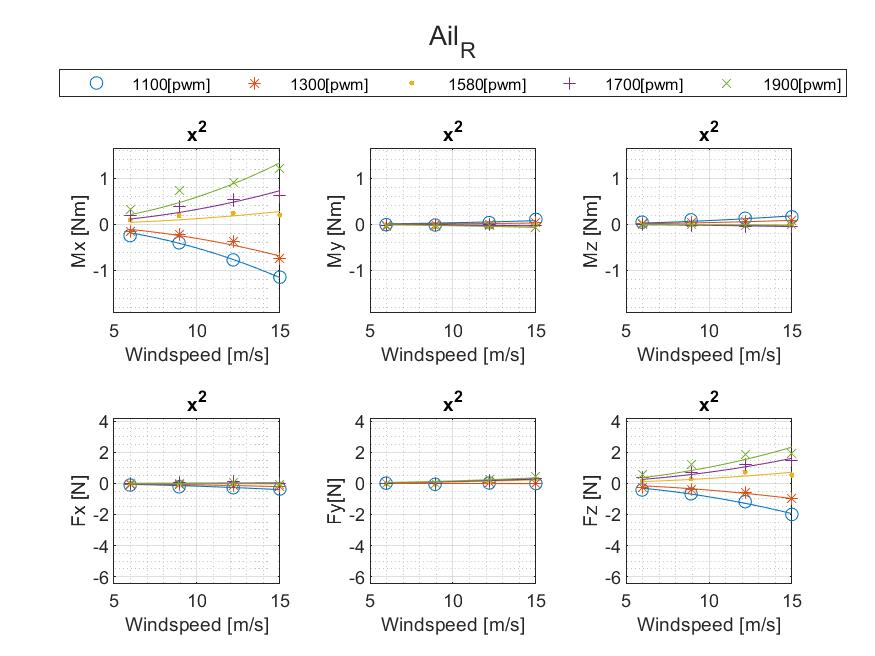 Ail_R
1100[pwm] 1300[pwm] 1580[pwm] 1700[pwm] 1900[pwm]
x² x² x²
Mx [Nm] My [Nm] Mz [Nm]
1 1 1
0 0 0
-1 -1 -1
5 10 15 5 10 15 5 10 15
Windspeed [m/s] Windspeed [m/s] Windspeed [m/s]
x² x² x²
Fx [N] Fy[N] Fz [N]
4 4 4
2 2 2
0 0 0
-2 -2 -2
-4 -4 -4
-6 -6 -6
5 10 15 5 10 15 5 10 15
Windspeed [m/s] Windspeed [m/s] Windspeed [m/s]